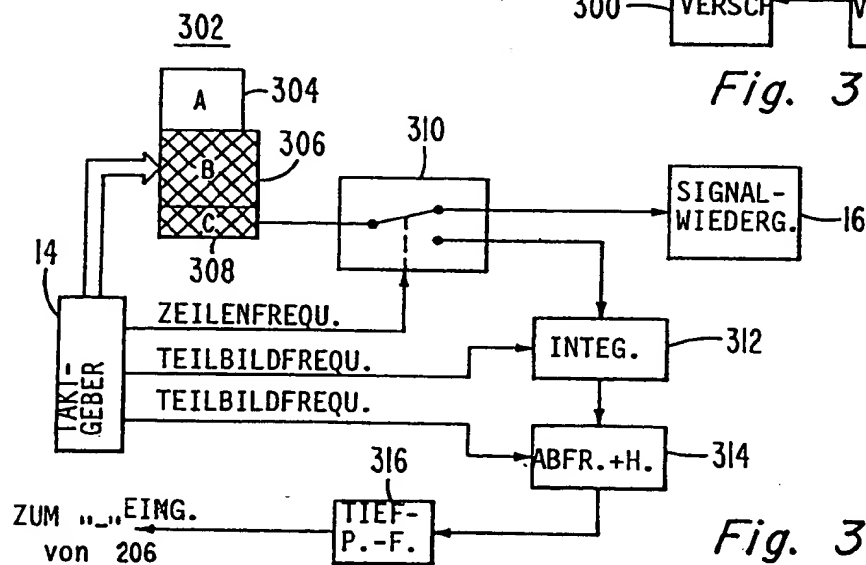 300
VERSCH
V
Fig. 3
302
A
304
B
306
C
308
310
SIGNAL-
WIEDERG.
16
14
TAKT-
GEBER
ZEILENFREQU.
TEILBILDFREQU.
TEILBILDFREQU.
INTEG.
312
ABFR.+H.
314
316
TIEF-
P.-F.
ZUM „_„EING.
von 206
Fig. 3